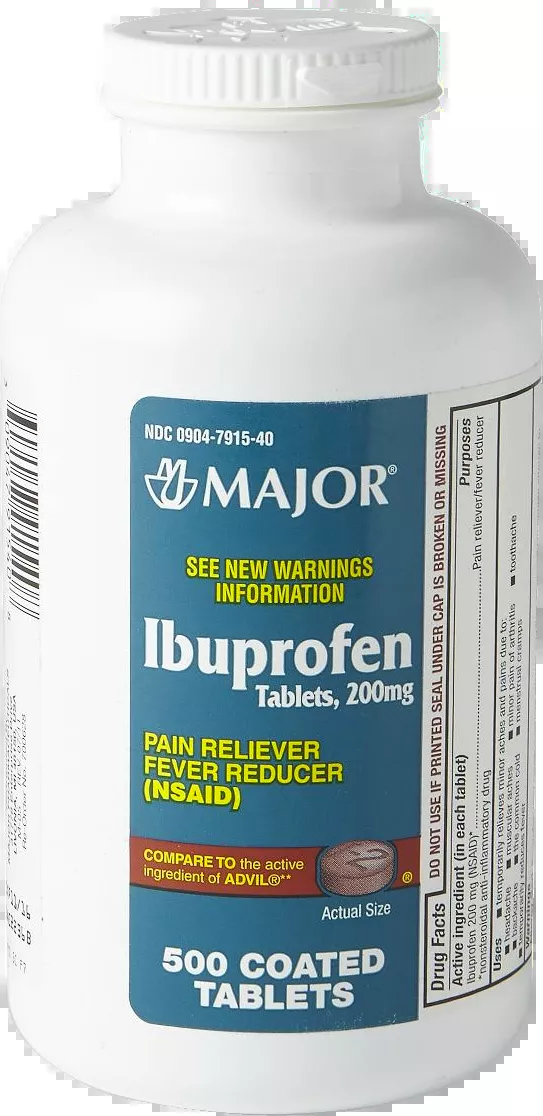 NDC 0904-7915-40
MAJOR®
SEE NEW WARNINGS
INFORMATION
Ibuprofen
Tablets, 200mg
PAIN RELIEVER
FEVER REDUCER
(NSAID)
COMPARE TO the active
ingredient of ADVIL®**
®
Actual Size
500 COATED
TABLETS
DO NOT USE IF PRINTED SEAL UNDER CAP IS BROKEN OR MISSING
Drug Facts
Active ingredient (in each tablet) Purposes
Ibuprofen 200 mg (NSAID)*........Pain reliever/fever reducer
*nonsteroidal anti-inflammatory drug
Uses ■ temporarily relieves minor aches and pains due to:
■ headache ■ muscular aches ■ minor pain of arthritis ■ toothache
■ backache ■ the common cold ■ menstrual cramps
■ temporarily reduces fever
Warnings